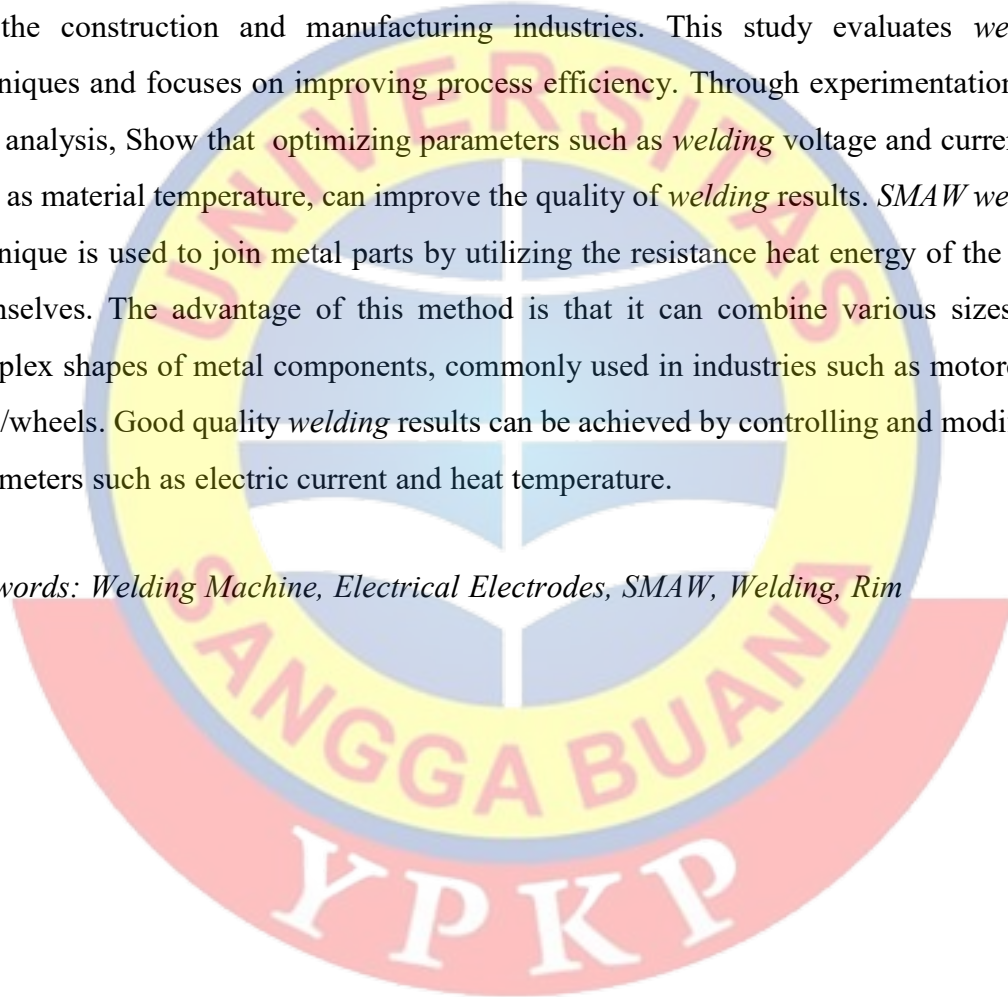 the construction and manufacturing industries. This study evaluates we
niques and focuses on improving process efficiency. Through experimentation
analysis, Show that optimizing parameters such as welding voltage and curre
as material temperature, can improve the quality of welding results. SMAW we
nique is used to join metal parts by utilizing the resistance heat energy of the
nselves. The advantage of this method is that it can combine various sizes
plex shapes of metal components, commonly used in industries such as motor
/wheels. Good quality welding results can be achieved by controlling and modi
meters such as electric current and heat temperature.
words: Welding Machine, Electrical Electrodes, SMAW, Welding, Rim
UNIVERSITAS
SANGGA BUANA
YPKP